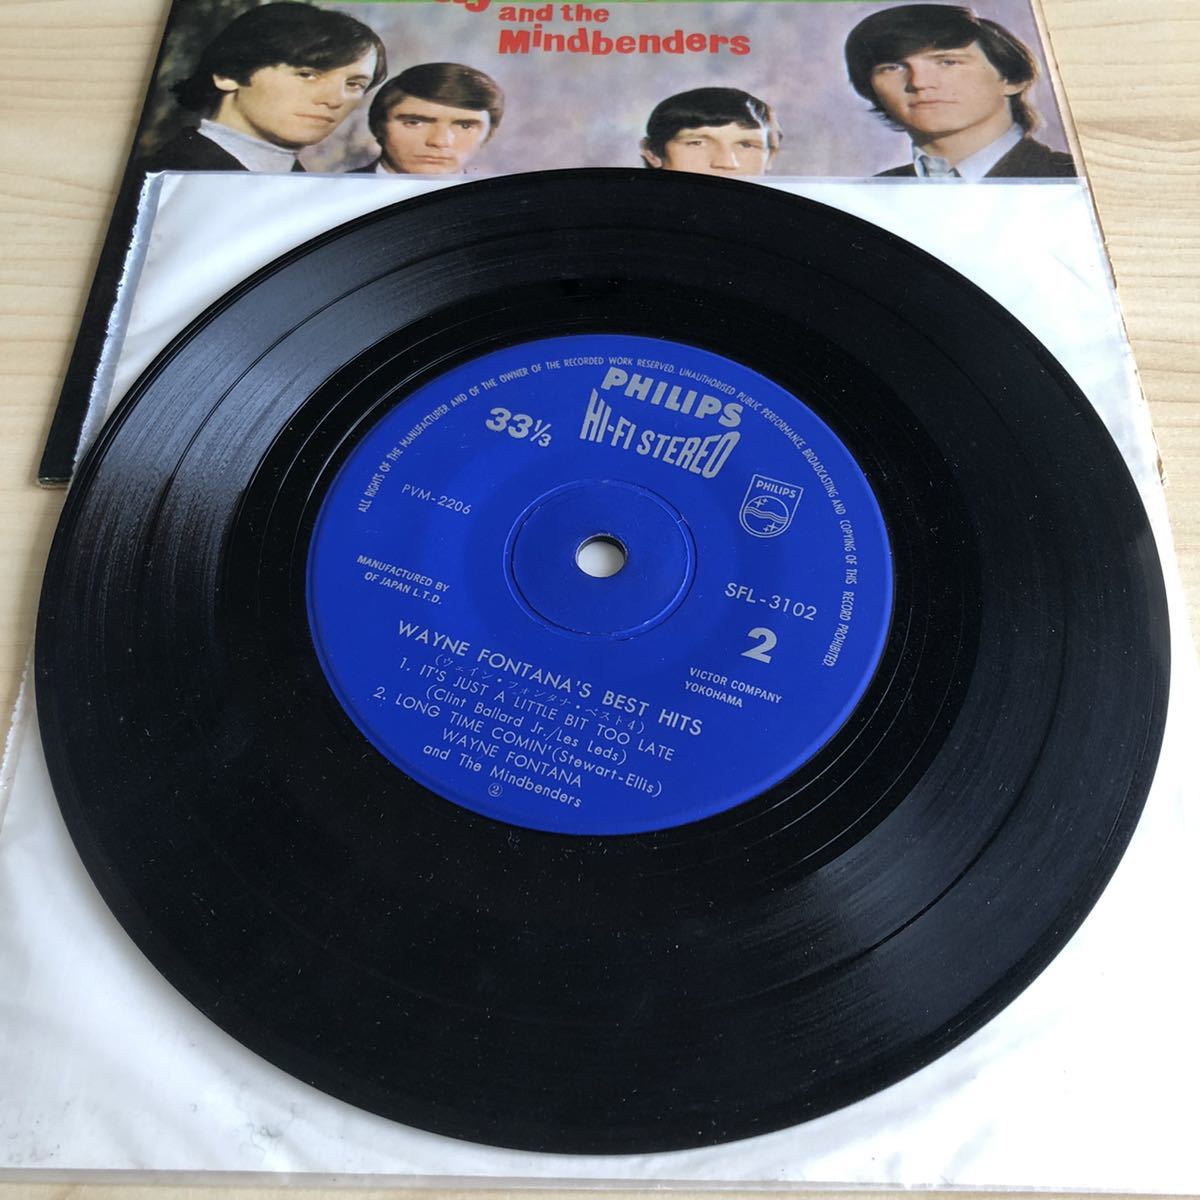 and the
Mindbenders
ALL RIGHTS OF THE MANUFACTURER AND OF THE OWNER OF THE RECORDED WORK RESERVED. UNAUTHORISED PUBLIC PERFORMANCE, BROADCASTING AND COPYING OF THIS RECORD PROHIBITED.
PHILIPS
HI-FI STEREO
33⅓
PHILIPS
PVM-2206
SFL-3102
MANUFACTURED BY
OF JAPAN L.T.D.
2
VICTOR COMPANY
YOKOHAMA
WAYNE FONTANA'S BEST HITS
(ウェイン・フォンタナ・ベスト4)
1. IT'S JUST A LITTLE BIT TOO LATE
(Clint Ballard Jr./Les Leds)
2. LONG TIME COMIN'(Stewart-Ellis)
WAYNE FONTANA
and The Mindbenders
②